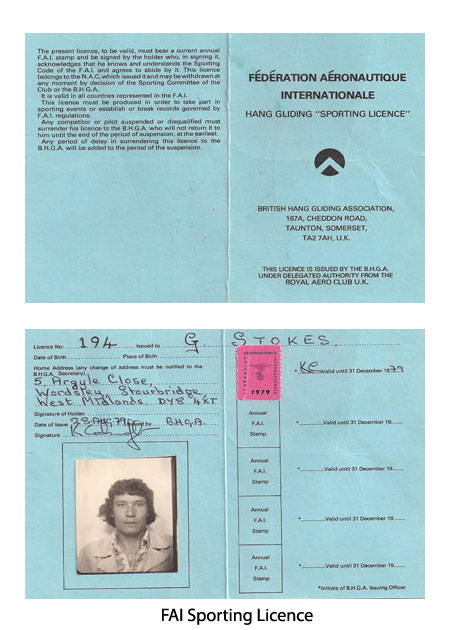 The present licence, to be valid, must bear a current annual
F.A.I. stamp and be signed by the holder who, in signing it,
acknowledges that he knows and understands the Sporting
Code of the F.A.I. and agrees to abide by it. This licence
belongs to the N.A.C, which issued it and may be withdrawn at
any moment by decision of the Sporting Committee of the
Club or the B.H.G.A.
It is valid in all countries represented in the F.A.I.
This licence must be produced in order to take part in
sporting events or establish or break records governed by
F.A.I. regulations.
Any competitor or pilot suspended or disqualified must
surrender his licence to the B.H.G.A. who will not return it to
him until the end of the period of suspension, at the earliest.
Any period of delay in surrendering this licence to the
B.H.G.A. will be added to the period of the suspension.
FÉDÉRATION AÉRONAUTIQUE
INTERNATIONALE
HANG GLIDING "SPORTING LICENCE"
BRITISH HANG GLIDING ASSOCIATION,
167A, CHEDDON ROAD,
TAUNTON, SOMERSET,
TA2 7AH, U.K.
THIS LICENCE IS ISSUED BY THE B.H.G.A.
UNDER DELEGATED AUTHORITY FROM THE
ROYAL AERO CLUB U.K.
Licence No: 194 Issued to G STOKES.
Date of Birth Place of Birth
Home Address (any change of address must be notified to the
B.H.G.A. Secretary)
5, Argyle Close,
Wordsley, Stourbridge
West Midlands DY8 4XT
Signature of Holder
Date of Issue 28 AUG 79 Issued by B.H.G.A.
Signature
1979
* Valid until 31 December 1979
Annual
F.A.I.
Stamp
* Valid until 31 December 19
Annual
F.A.I.
Stamp
* Valid until 31 December 19
Annual
F.A.I.
Stamp
* Valid until 31 December 19
Annual
F.A.I.
Stamp
* Valid until 31 December 19
*Initials of B.H.G.A. Issuing Officer
FAI Sporting Licence